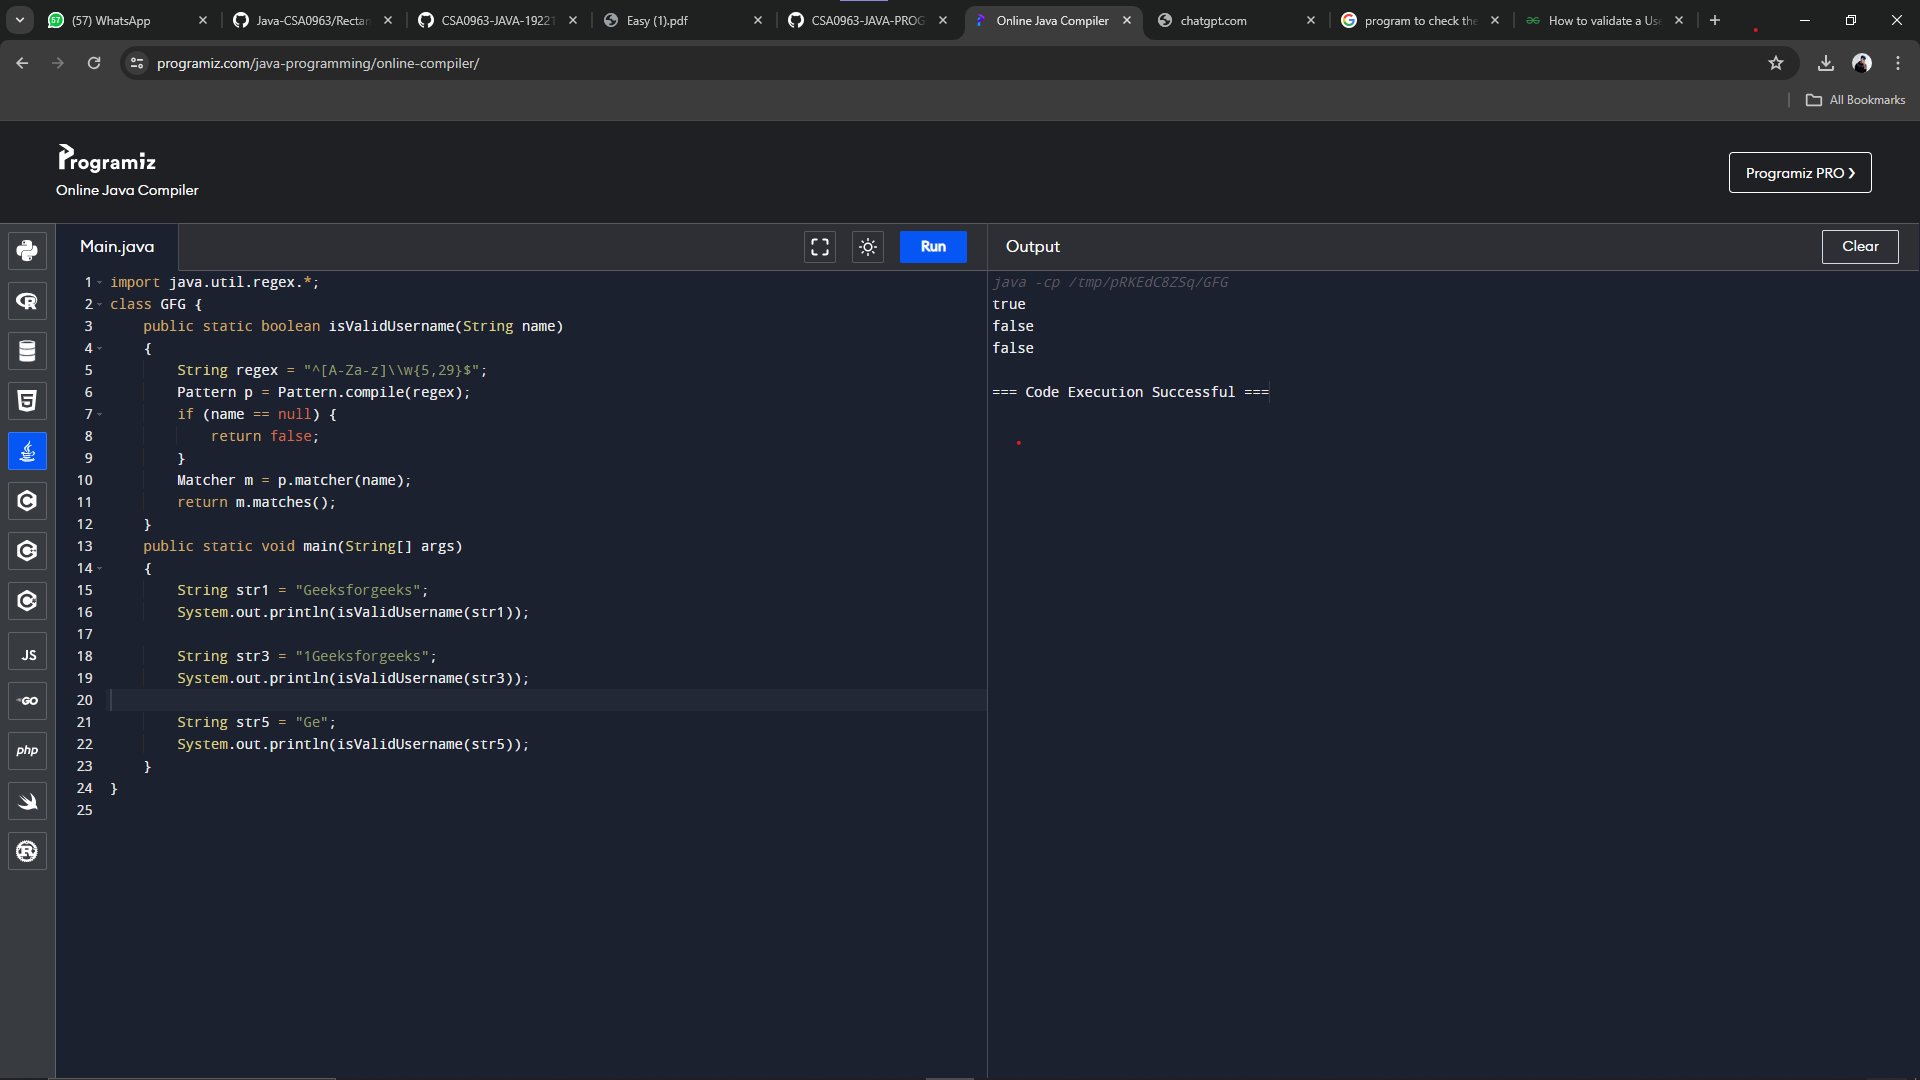 (57) WhatsApp
Java-CSA0963/Rectan
CSA0963-JAVA-19221
Easy (1).pdf
CSA0963-JAVA-PROG
Online Java Compiler
chatgpt.com
program to check the
How to validate a Use
programiz.com/java-programming/online-compiler/
All Bookmarks
Programiz
Online Java Compiler
Programiz PRO ❯
Main.java
Run
Output
Clear
1 import java.util.regex.*;
2 class GFG {
3 public static boolean isValidUsername(String name)
4 {
5 String regex = "^[A-Za-z]\\w{5,29}$";
6 Pattern p = Pattern.compile(regex);
7 if (name == null) {
8 return false;
9 }
10 Matcher m = p.matcher(name);
11 return m.matches();
12 }
13 public static void main(String[] args)
14 {
15 String str1 = "Geeksforgeeks";
16 System.out.println(isValidUsername(str1));
17
18 String str3 = "1Geeksforgeeks";
19 System.out.println(isValidUsername(str3));
20
21 String str5 = "Ge";
22 System.out.println(isValidUsername(str5));
23 }
24 }
25
java -cp /tmp/pRKEdC8ZSq/GFG
true
false
false
=== Code Execution Successful ===
R
5
C
C
C
JS
GO
php
R